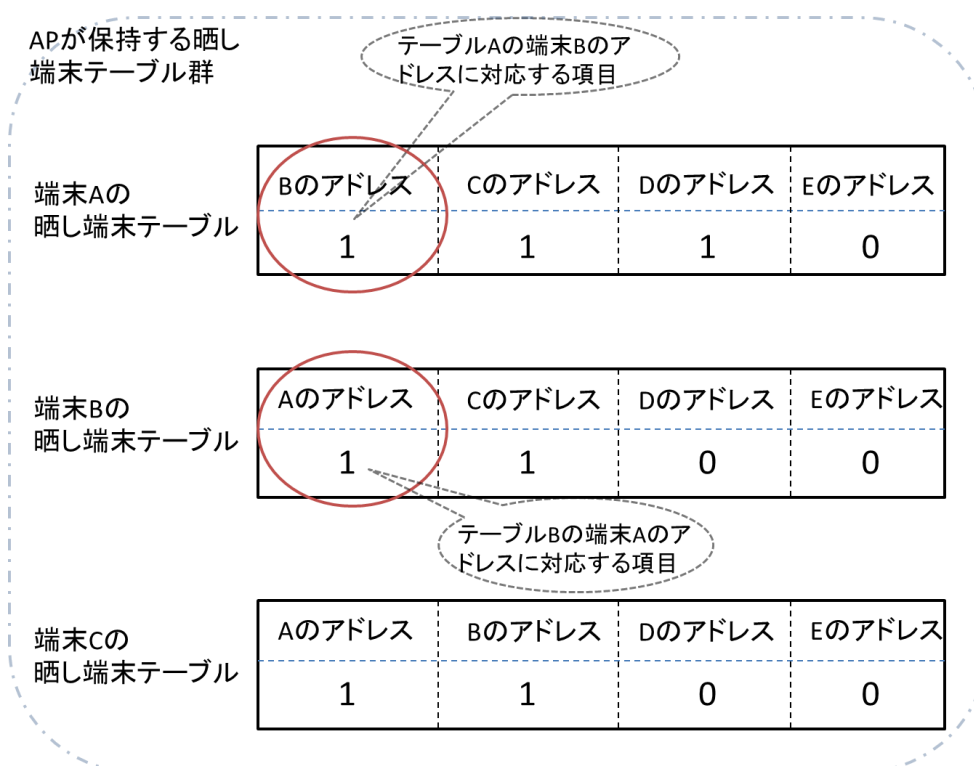 APが保持する晒し
端末テーブル群
テーブルAの端末Bのア
ドレスに対応する項目
端末Aの
晒し端末テーブル
Bのアドレス Cのアドレス Dのアドレス Eのアドレス
1 1 1 0
端末Bの
晒し端末テーブル
Aのアドレス Cのアドレス Dのアドレス Eのアドレス
1 1 0 0
テーブルBの端末Aのア
ドレスに対応する項目
端末Cの
晒し端末テーブル
Aのアドレス Bのアドレス Dのアドレス Eのアドレス
1 1 0 0